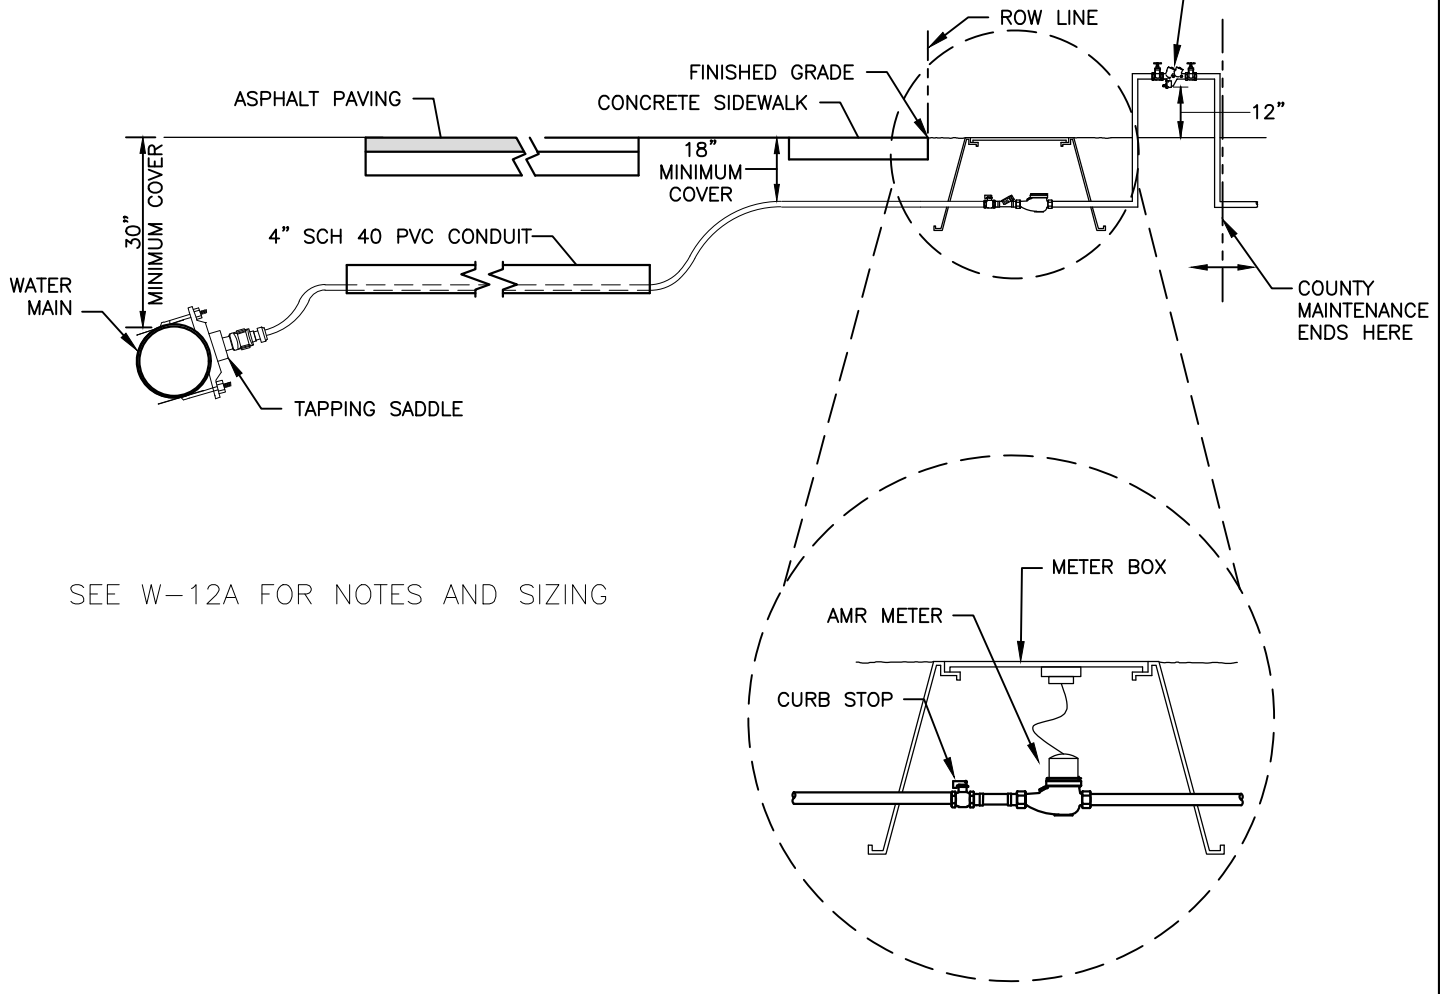 ROW LINE
FINISHED GRADE
ASPHALT PAVING
CONCRETE SIDEWALK
12”
30”
MINIMUM COVER
18”
MINIMUM
COVER
4” SCH 40 PVC CONDUIT
WATER
MAIN
COUNTY
MAINTENANCE
ENDS HERE
TAPPING SADDLE
METER BOX
SEE W-12A FOR NOTES AND SIZING
AMR METER
CURB STOP